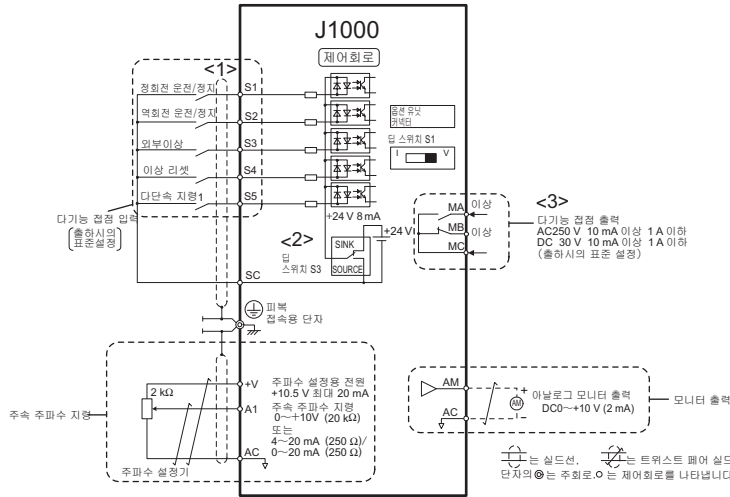 J1000
제어회로
<1>
정회전 운전/정지
S1
역회전 운전/정지
S2
외부이상
S3
이상 리셋
S4
다단속 지령1
S5
다기능 접점 입력
출하시의
표준설정
옵션 유닛
커넥터
딥 스위치 S1
I
V
+24 V 8 mA
<2>
딥
스위치 S3
SINK
SOURCE
+24 V
SC
MA
이상
MB
이상
MC
<3>
다기능 접점 출력
AC250 V 10 mA 이상 1 A 이하
DC 30 V 10 mA 이상 1 A 이하
(출하시의 표준 설정)
피복
접속용 단자
주속 주파수 지령
2 kΩ
주파수 설정기
+V
주파수 설정용 전원
+10.5 V 최대 20 mA
A1
주속 주파수 지령
0～+10V (20 kΩ)
또는
4～20 mA (250 Ω)/
0～20 mA (250 Ω)
AC
AM
AC
+
AM
-
아날로그 모니터 출력
DC0～+10 V (2 mA)
모니터 출력
는 실드선,
는 트위스트 페어 실드
단자의 ◎는 주회로,○ 는 제어회로를 나타냅니다